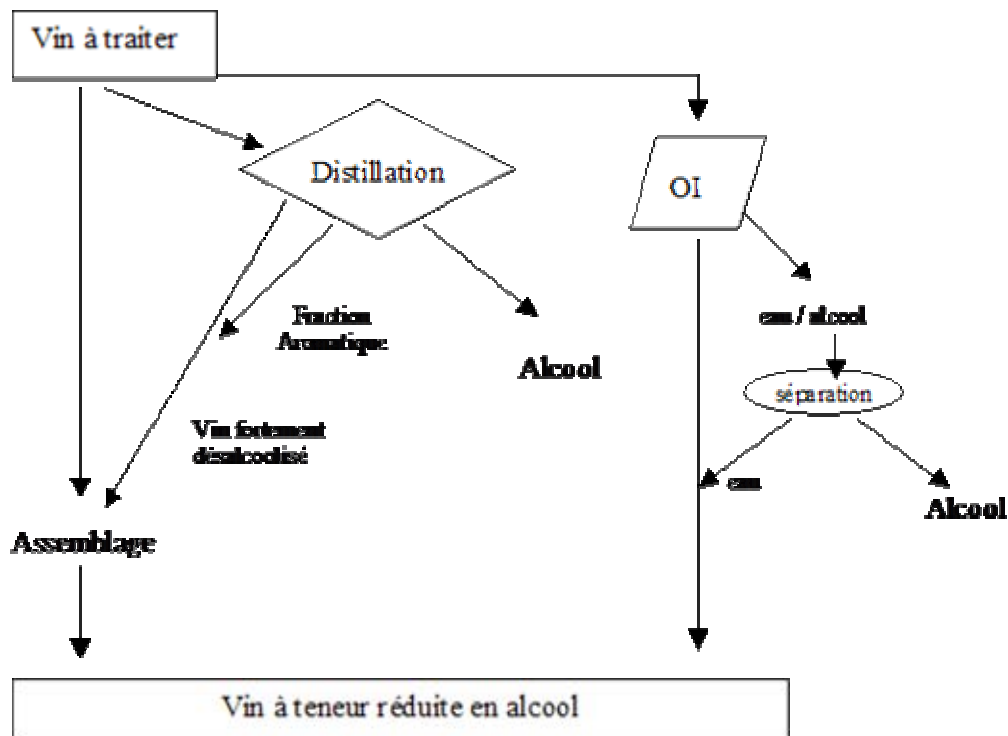 Vin à traiter
Distillation
OI
Fraction
Aromatique
eau / alcool
Alcool
séparation
Vin fortement
désalcoolisé
eau
Alcool
Assemblage
Vin à teneur réduite en alcool